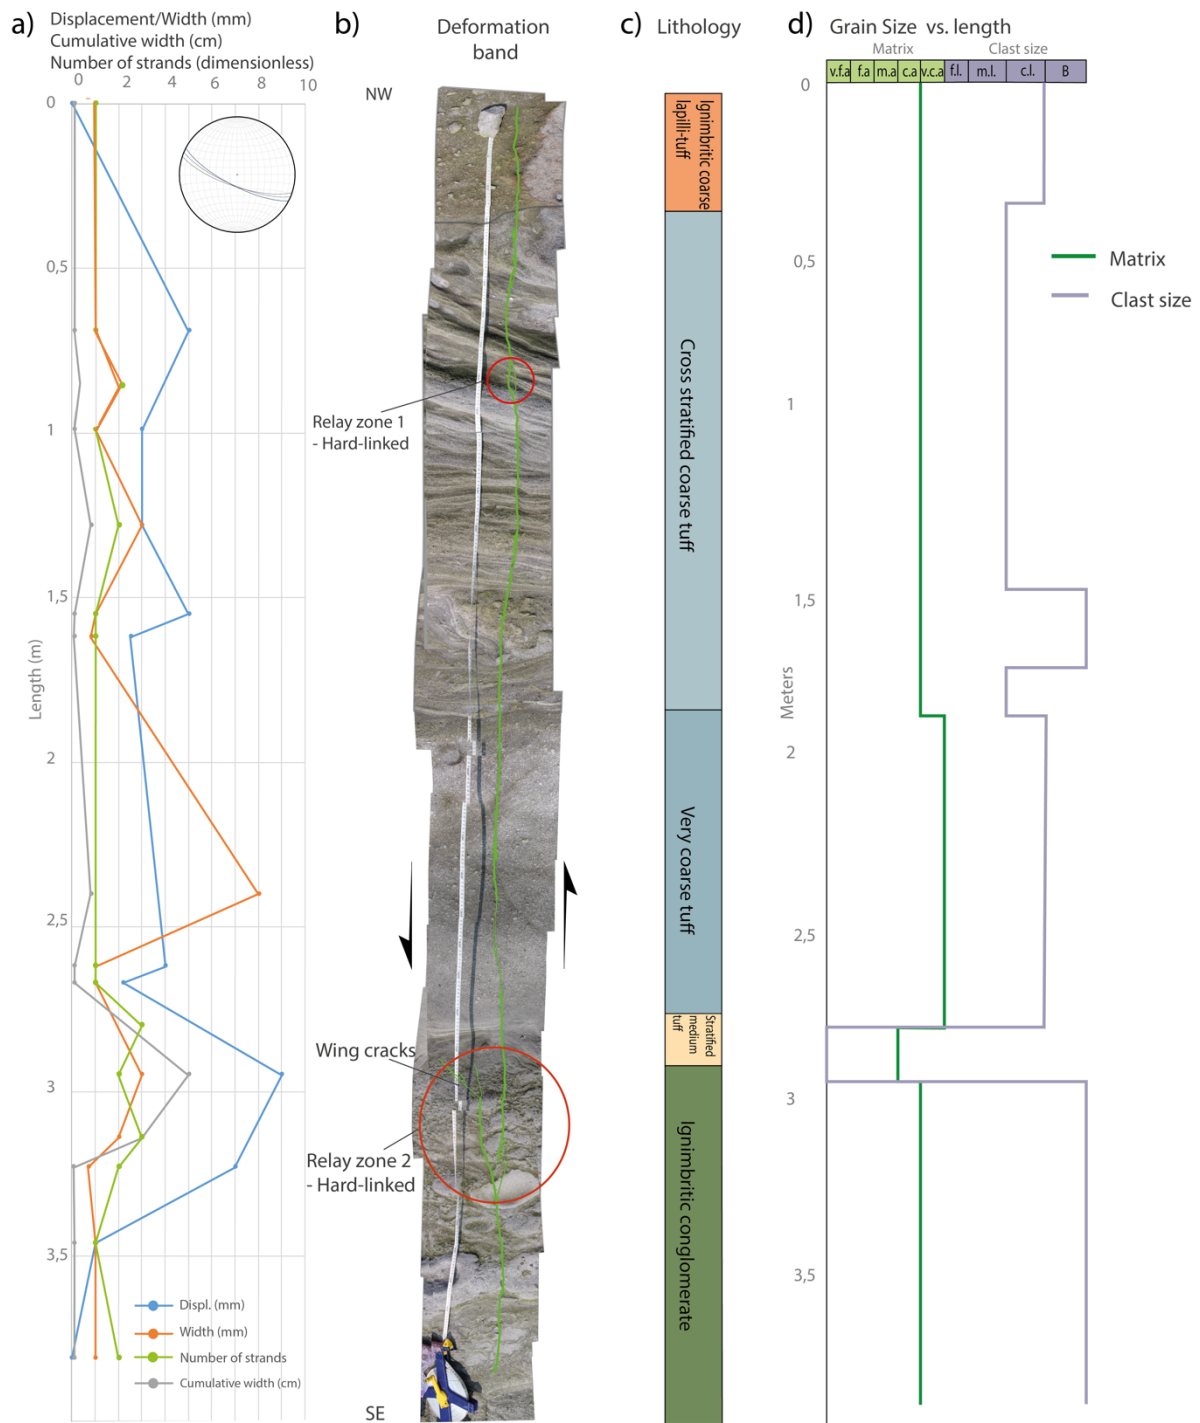 a)
Displacement/Width (mm)
Cumulative width (cm)
Number of strands (dimensionless)
0 2 4 6 8 10
0
0,5
1
1,5
2
2,5
3
3,5
Length (m)
Displ. (mm)
Width (mm)
Number of strands
Cumulative width (cm)
b)
Deformation
band
NW
Relay zone 1
- Hard-linked
Wing cracks
Relay zone 2
- Hard-linked
SE
c) Lithology
Ignimbritic coarse
lapilli-tuff
Cross stratified coarse tuff
Very coarse tuff
Stratified
medium
tuff
Ignimbritic conglomerate
d) Grain Size vs. length
Matrix Clast size
v.f.a f.a m.a c.a v.c.a f.l. m.l. c.l. B
0
0,5
1
1,5
2
2,5
3
3,5
Meters
Matrix
Clast size